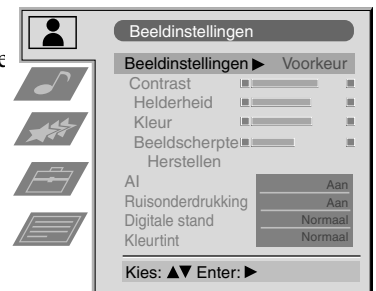 Beeldinstellingen
e
Beeldinstellingen ▶ Voorkeur
Contrast
Helderheid
Kleur
Beeldscherpte
Herstellen
AI Aan
Ruisonderdrukking Aan
Digitale stand Normaal
Kleurtint Normaal
Kies: ▲▼ Enter: ▶